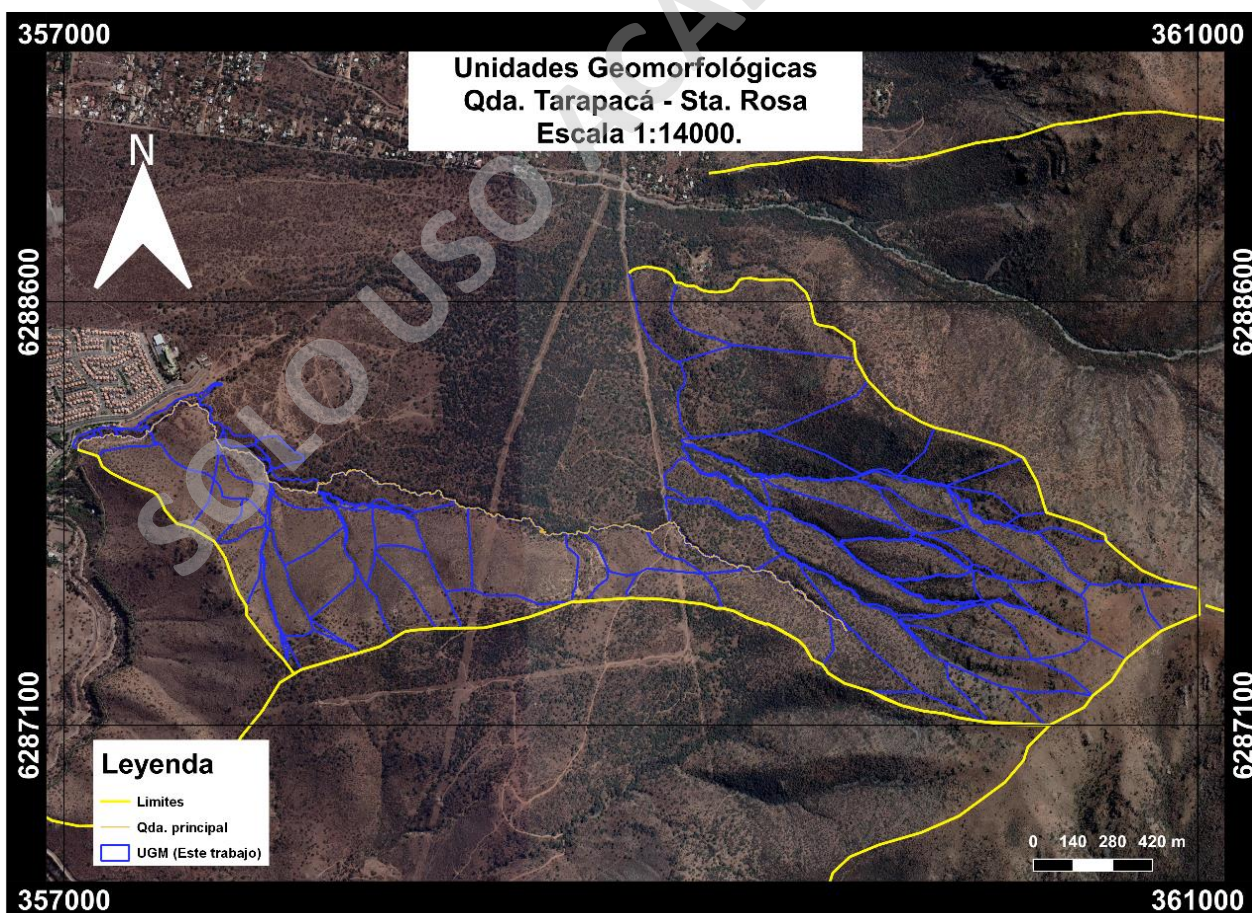 357000
361000
Unidades Geomorfológicas
Qda. Tarapacá - Sta. Rosa
Escala 1:14000.
N
6288600
6288600
SOLO USO ACA
6287100
6287100
Leyenda
Limites
Qda. principal
UGM (Este trabajo)
0 140 280 420 m
357000
361000